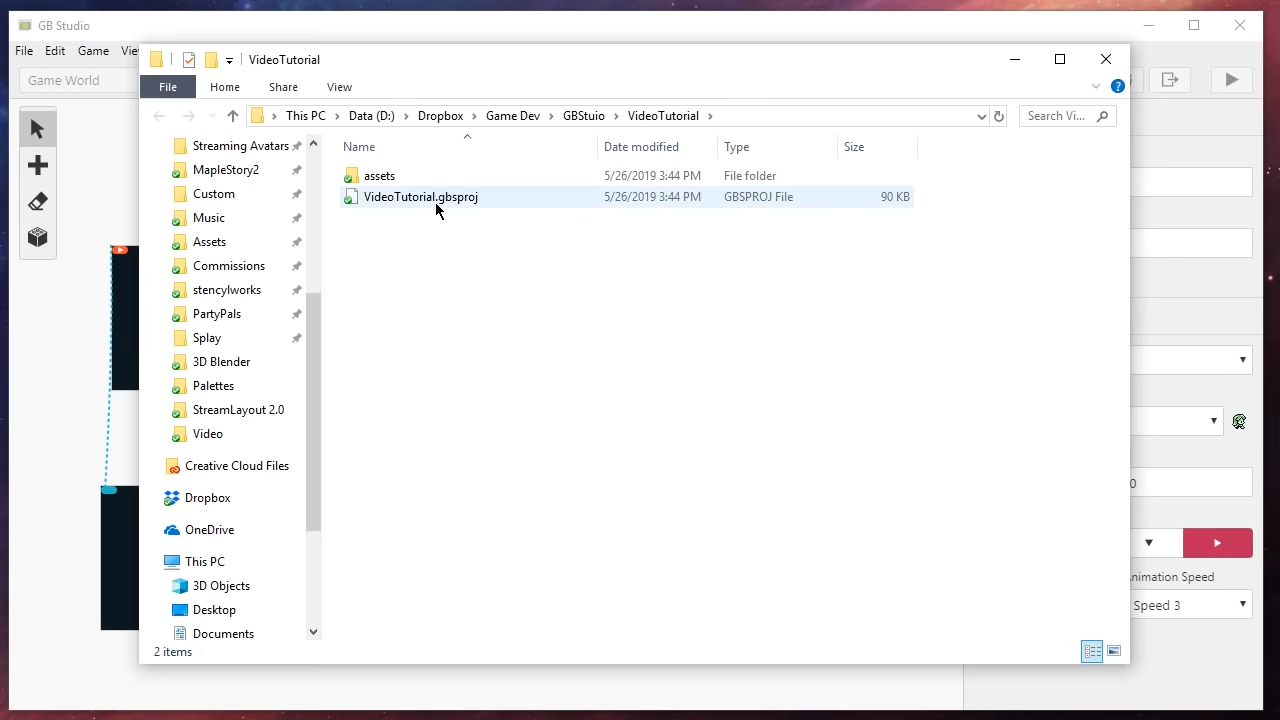 GB Studio
File Edit Game Vie
Game World
VideoTutorial
File Home Share View
This PC > Data (D:) > Dropbox > Game Dev > GBStuio > VideoTutorial >
Search Vi...
Name Date modified Type Size
assets 5/26/2019 3:44 PM File folder
VideoTutorial.gbsproj 5/26/2019 3:44 PM GBSPROJ File 90 KB
Streaming Avatars
MapleStory2
Custom
Music
Assets
Commissions
stencylworks
PartyPals
Splay
3D Blender
Palettes
StreamLayout 2.0
Video
Creative Cloud Files
Dropbox
OneDrive
This PC
3D Objects
Desktop
Documents
2 items
0
nimation Speed
Speed 3